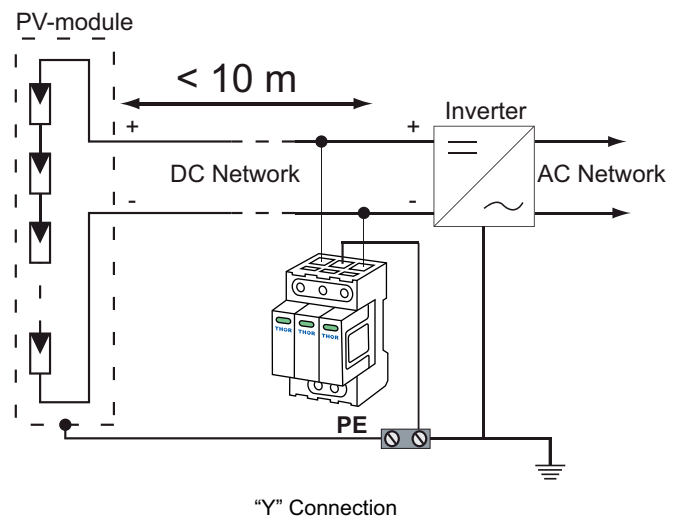 PV-module
< 10 m
Inverter
+
+
DC Network
AC Network
-
-
THOR THOR THOR
PE
“Y” Connection